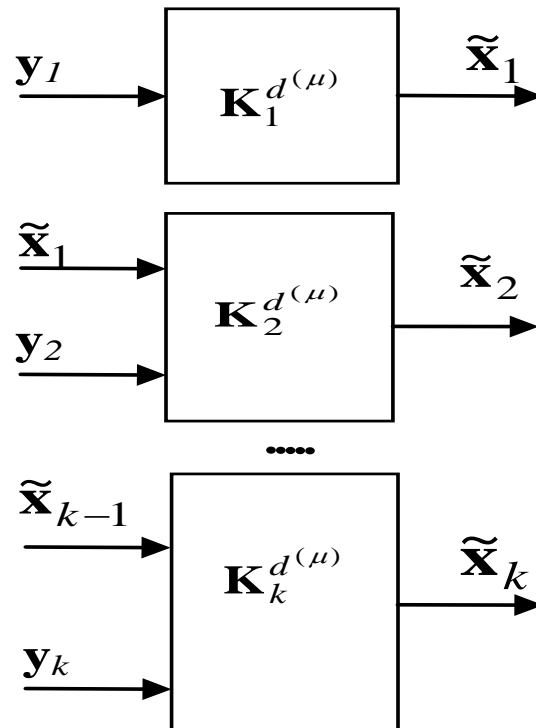 y₁
K₁^{d^{(μ)}}
x̃₁
x̃₁
y₂
K₂^{d^{(μ)}}
x̃₂
•••••
x̃ₖ₋₁
yₖ
Kₖ^{d^{(μ)}}
x̃ₖ